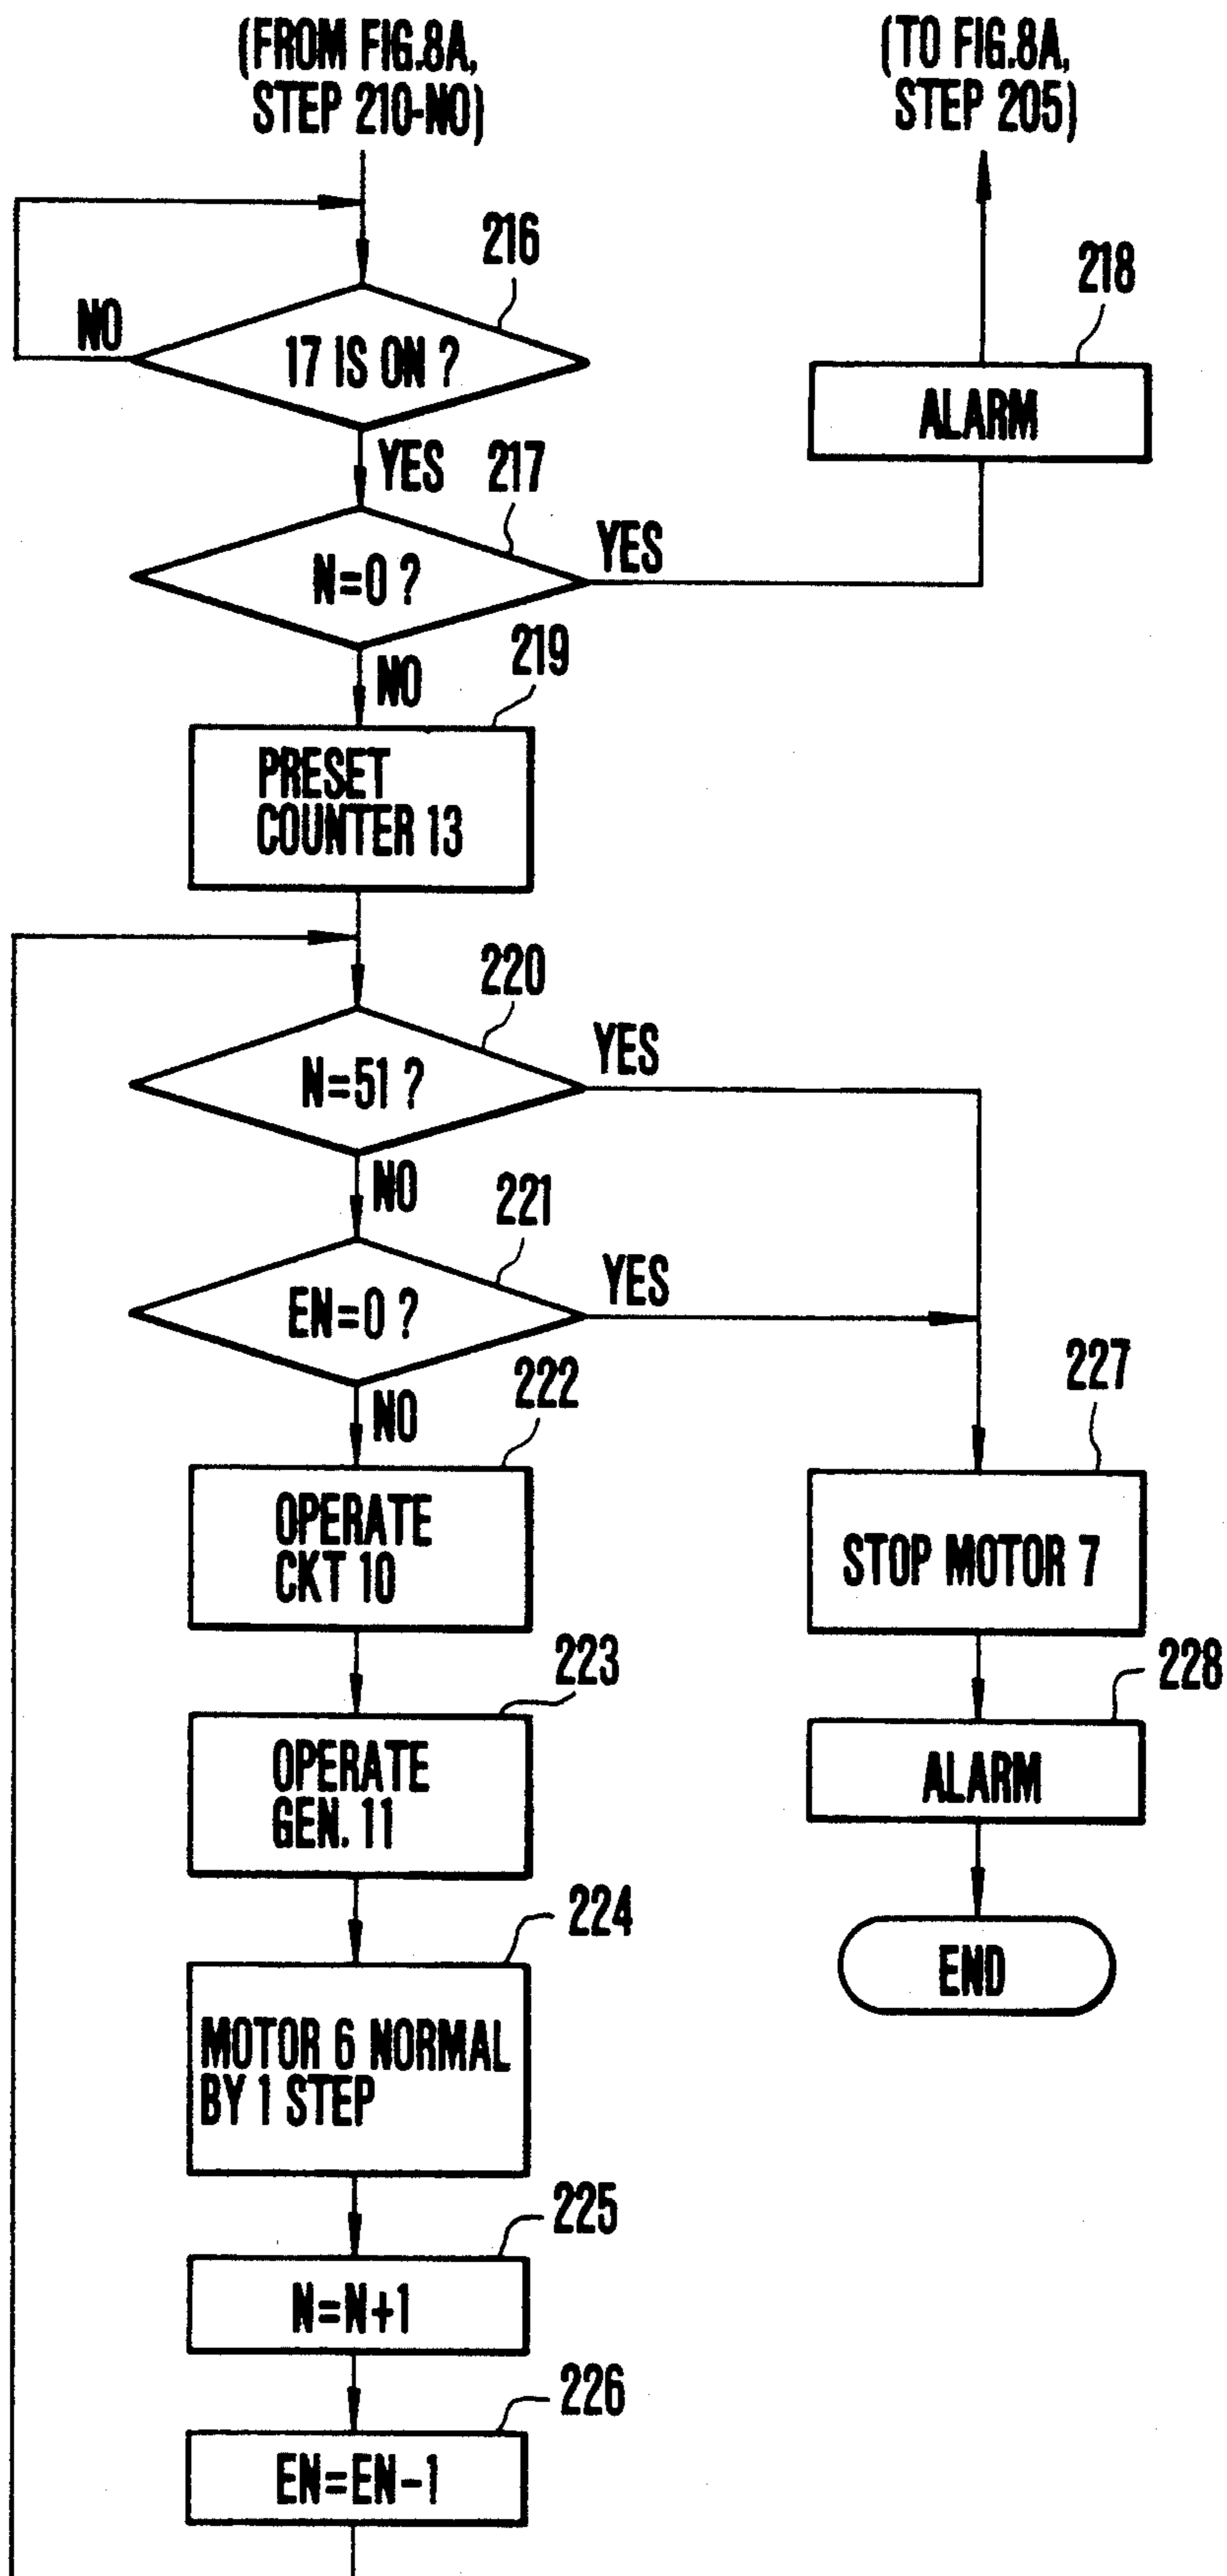 (FROM FIG.8A,
STEP 210-NO)
(TO FIG.8A,
STEP 205)
216
NO
17 IS ON ?
218
ALARM
YES
217
N=0 ?
YES
NO
219
PRESET
COUNTER 13
220
N=51 ?
YES
NO
221
EN=0 ?
YES
NO
222
OPERATE
CKT 10
227
STOP MOTOR 7
223
OPERATE
GEN. 11
228
ALARM
224
MOTOR 6 NORMAL
BY 1 STEP
END
225
N=N+1
226
EN=EN-1